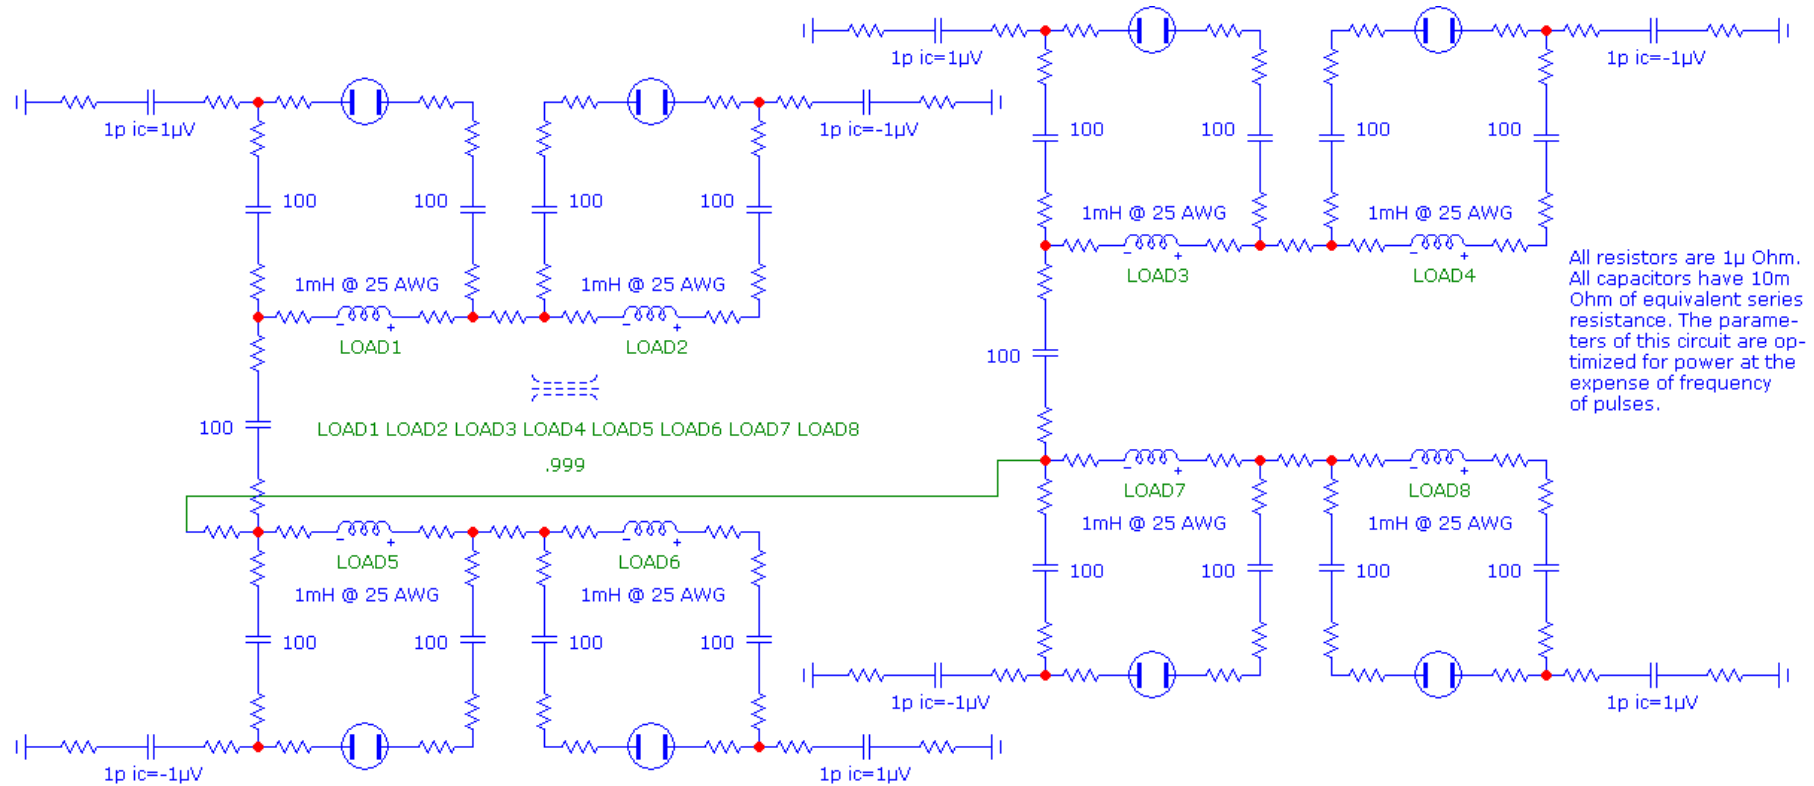 1p ic=1µV
1p ic=-1µV
100
100
100
100
1mH @ 25 AWG
1mH @ 25 AWG
LOAD3
LOAD4
1p ic=1µV
1p ic=-1µV
100
100
100
100
1mH @ 25 AWG
1mH @ 25 AWG
LOAD1
LOAD2
All resistors are 1µ Ohm.
All capacitors have 10m
Ohm of equivalent series
resistance. The parame-
ters of this circuit are op-
timized for power at the
expense of frequency
of pulses.
100
100
LOAD1 LOAD2 LOAD3 LOAD4 LOAD5 LOAD6 LOAD7 LOAD8
.999
LOAD7
LOAD8
1mH @ 25 AWG
1mH @ 25 AWG
100
100
100
100
1p ic=-1µV
1p ic=1µV
LOAD5
LOAD6
1mH @ 25 AWG
1mH @ 25 AWG
100
100
100
100
1p ic=-1µV
1p ic=1µV